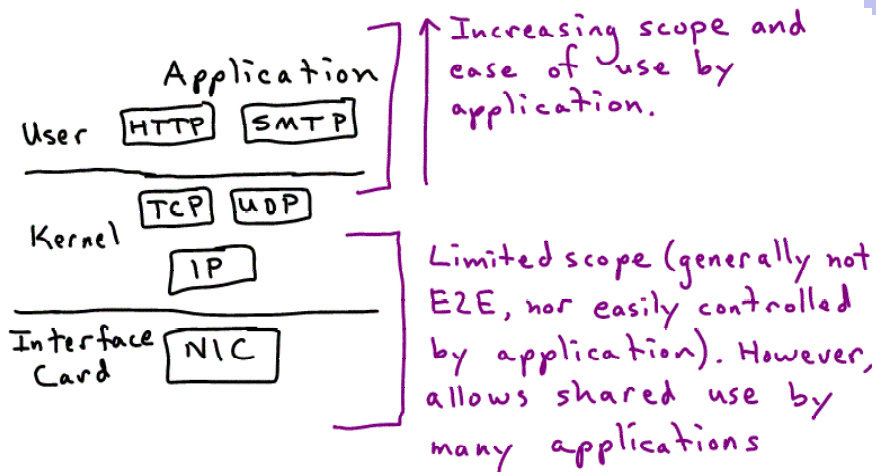 Application
User HTTP SMTP
Kernel TCP UDP
IP
Interface Card NIC
Increasing scope and
ease of use by
application.
Limited scope (generally not
E2E, nor easily controlled
by application). However,
allows shared use by
many applications